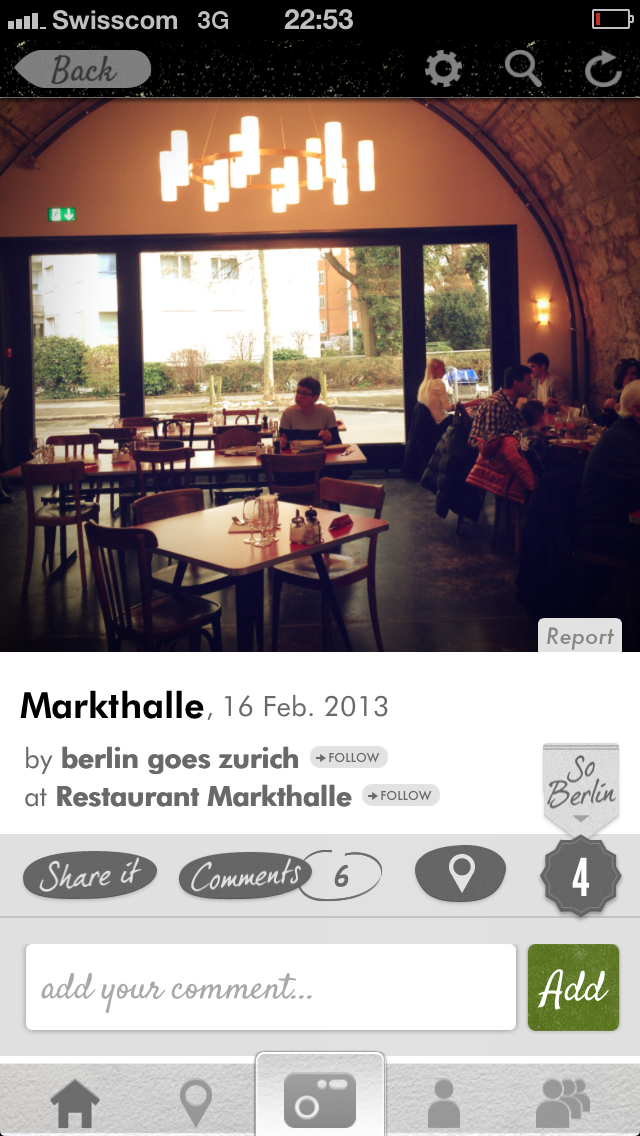 Swisscom 3G 22:53
Back
Report
Markthalle, 16 Feb. 2013
by berlin goes zurich FOLLOW
at Restaurant Markthalle FOLLOW
So
Berlin
Share it Comments 6 4
add your comment... Add